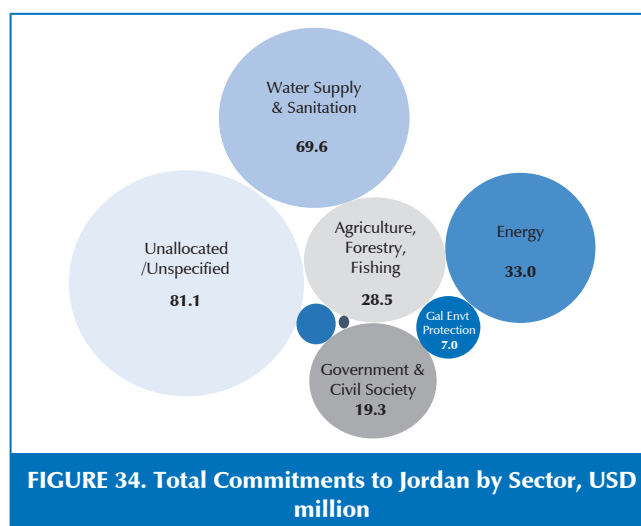 Water Supply
& Sanitation
69.6
Unallocated
/Unspecified
81.1
Agriculture,
Forestry,
Fishing
28.5
Energy
33.0
Gal Envt
Protection
7.0
Government &
Civil Society
19.3
FIGURE 34. Total Commitments to Jordan by Sector, USD
million